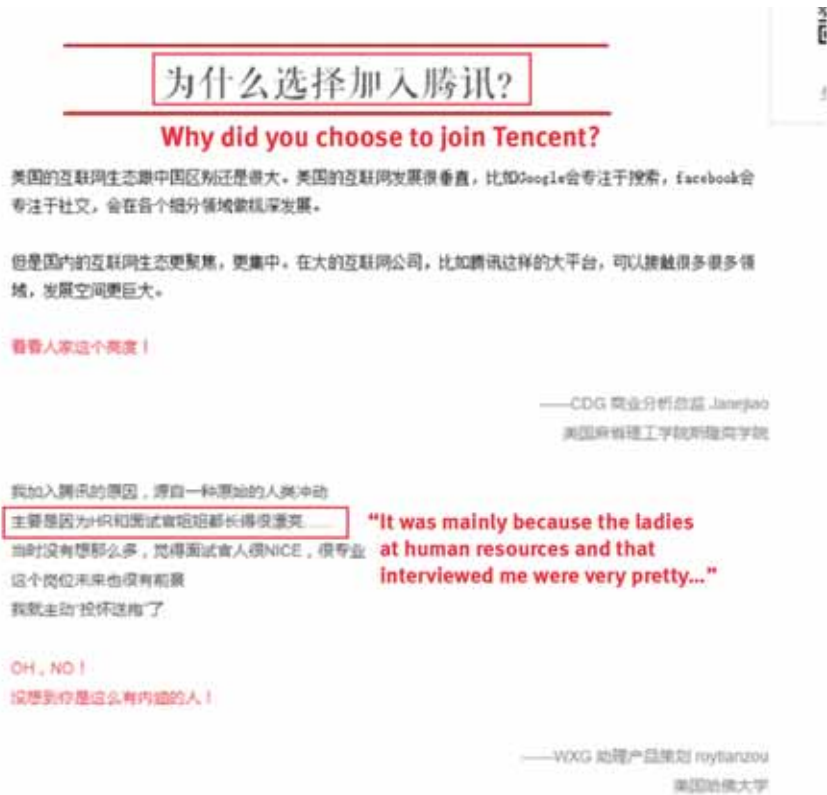 为什么选择加入腾讯?
Why did you choose to join Tencent?
美国的互联网生态跟中国区别还是很大。美国的互联网发展很垂直，比如Google会专注于搜索，facebook会
专注于社交，会在各个细分领域做纵深发展。
但是国内的互联网生态更聚焦，更集中。在大的互联网公司，比如腾讯这样的大平台，可以接触很多很多领
域，发展空间更巨大。
看看人家这个亮度！
——CDG 商业分析总监 Janejiao
美国麻省理工学院斯隆商学院
我加入腾讯的原因，源自一种原始的人类冲动
主要是因为HR和面试官姐姐都长得很漂亮……
"It was mainly because the ladies
at human resources and that
interviewed me were very pretty..."
当时没有想那么多，觉得面试官人很NICE，很专业
这个岗位未来也很有前景
我就主动“投怀送抱”了
OH，NO！
没想到你是这么有内涵的人！
——WXG 助理产品策划 roytianzou
美国哈佛大学